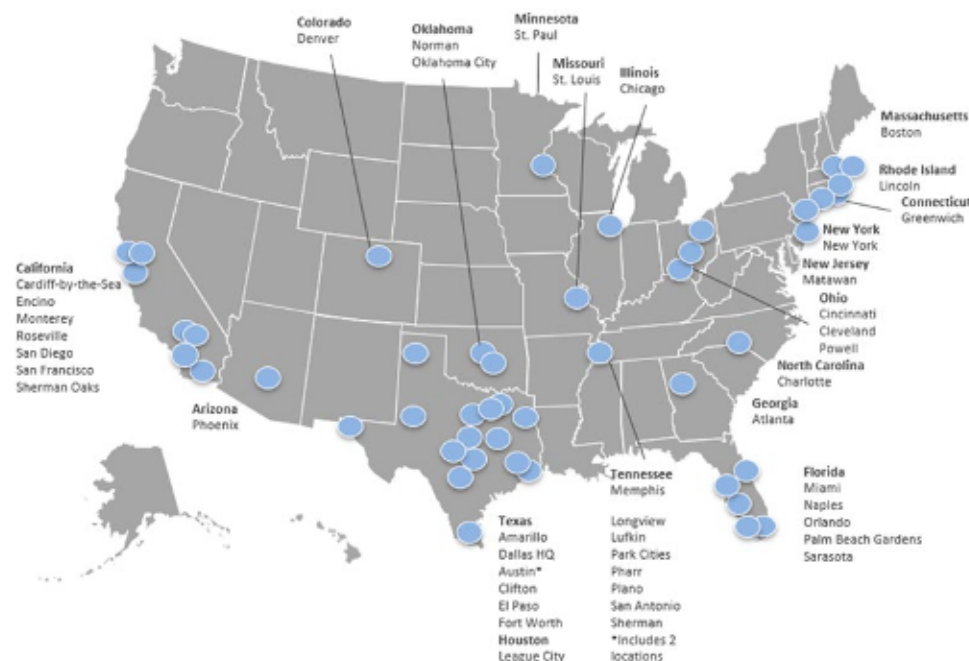 Colorado
Denver
Oklahoma
Norman
Oklahoma City
Minnesota
St. Paul
Missouri
St. Louis
Illinois
Chicago
Massachusetts
Boston
Rhode Island
Lincoln
Connecticut
Greenwich
New York
New York
New Jersey
Matawan
Ohio
Cincinnati
Cleveland
Powell
North Carolina
Charlotte
Georgia
Atlanta
California
Cardiff-by-the-Sea
Encino
Monterey
Roseville
San Diego
San Francisco
Sherman Oaks
Arizona
Phoenix
Tennessee
Memphis
Florida
Miami
Naples
Orlando
Palm Beach Gardens
Sarasota
Texas
Amarillo
Dallas HQ
Austin*
Clifton
El Paso
Fort Worth
Houston
League City
Longview
Lufkin
Park Cities
Pharr
Plano
San Antonio
Sherman
*Includes 2
locations